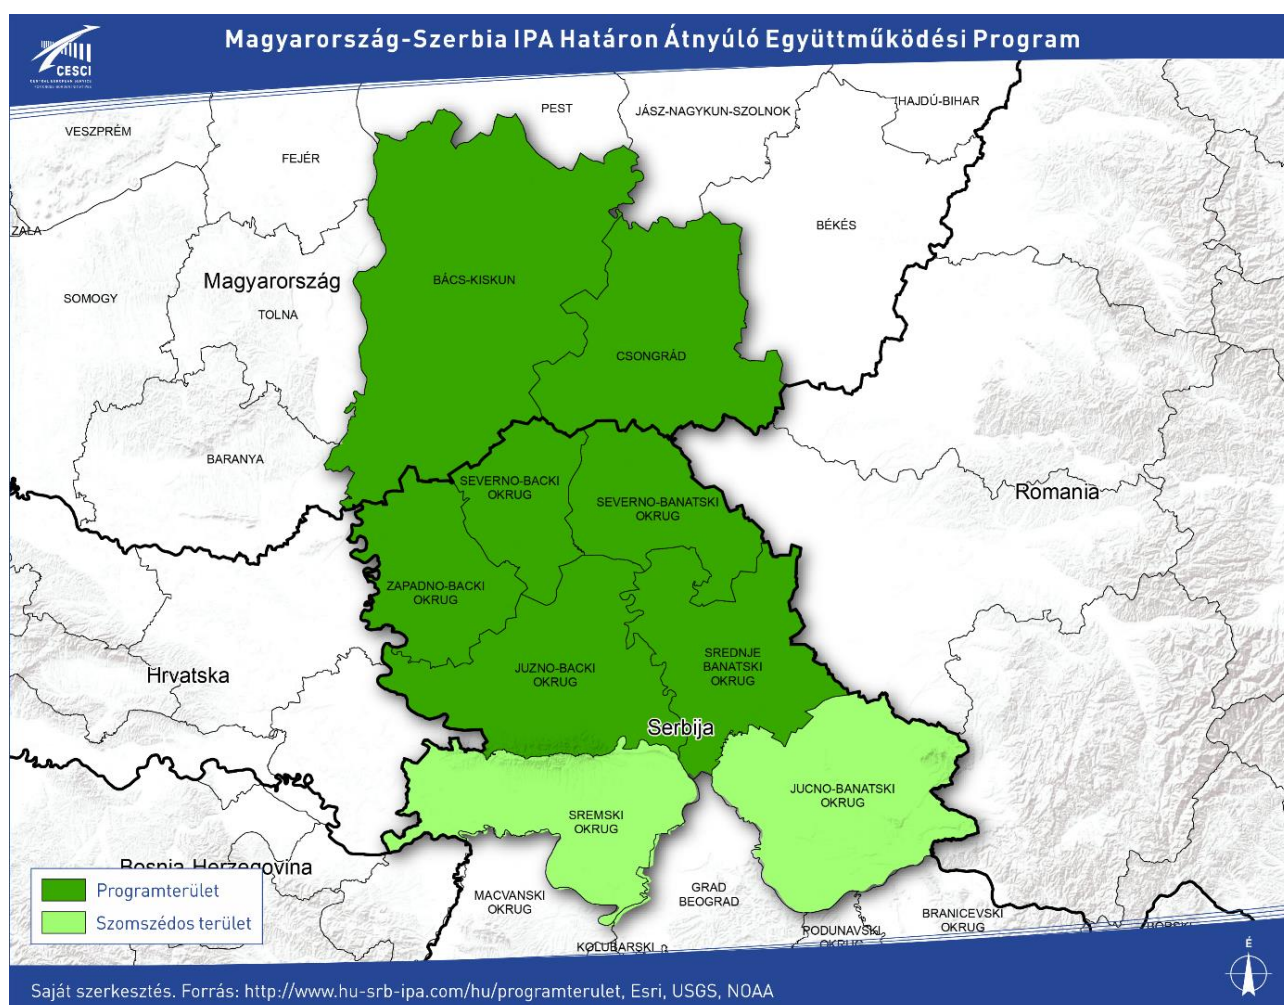 Magyarország-Szerbia IPA Határon Átnyúló Együttműködési Program
CESCI
PEST
HAJDÚ-BIHAR
JÁSZ-NAGYKUN-SZOLNOK
VESZPRÉM
FEJÉR
BÉKÉS
ZALA
BÁCS-KISKUN
Magyarország
SOMOGY
TOLNA
CSONGRÁD
BARANYA
SEVERNO-BACKI
OKRUG
SEVERNO-BANATSKI
OKRUG
Romania
ZAPADNO-BACKI
OKRUG
JUZNO-BACKI
OKRUG
SREDNJE
BANATSKI
OKRUG
Hrvatska
Serbija
JUCNO-BANATSKI
OKRUG
SREMSKI
OKRUG
Bosnia-Herzegovina
MACVANSKI
OKRUG
GRAD
BEOGRAD
BRANICEVSKI
OKRUG
PODUNAVSKI
OKRUG
KOLUBARSKI
Programterület
Szomszédos terület
É
Saját szerkesztés. Forrás: http://www.hu-srb-ipa.com/hu/programterulet, Esri, USGS, NOAA